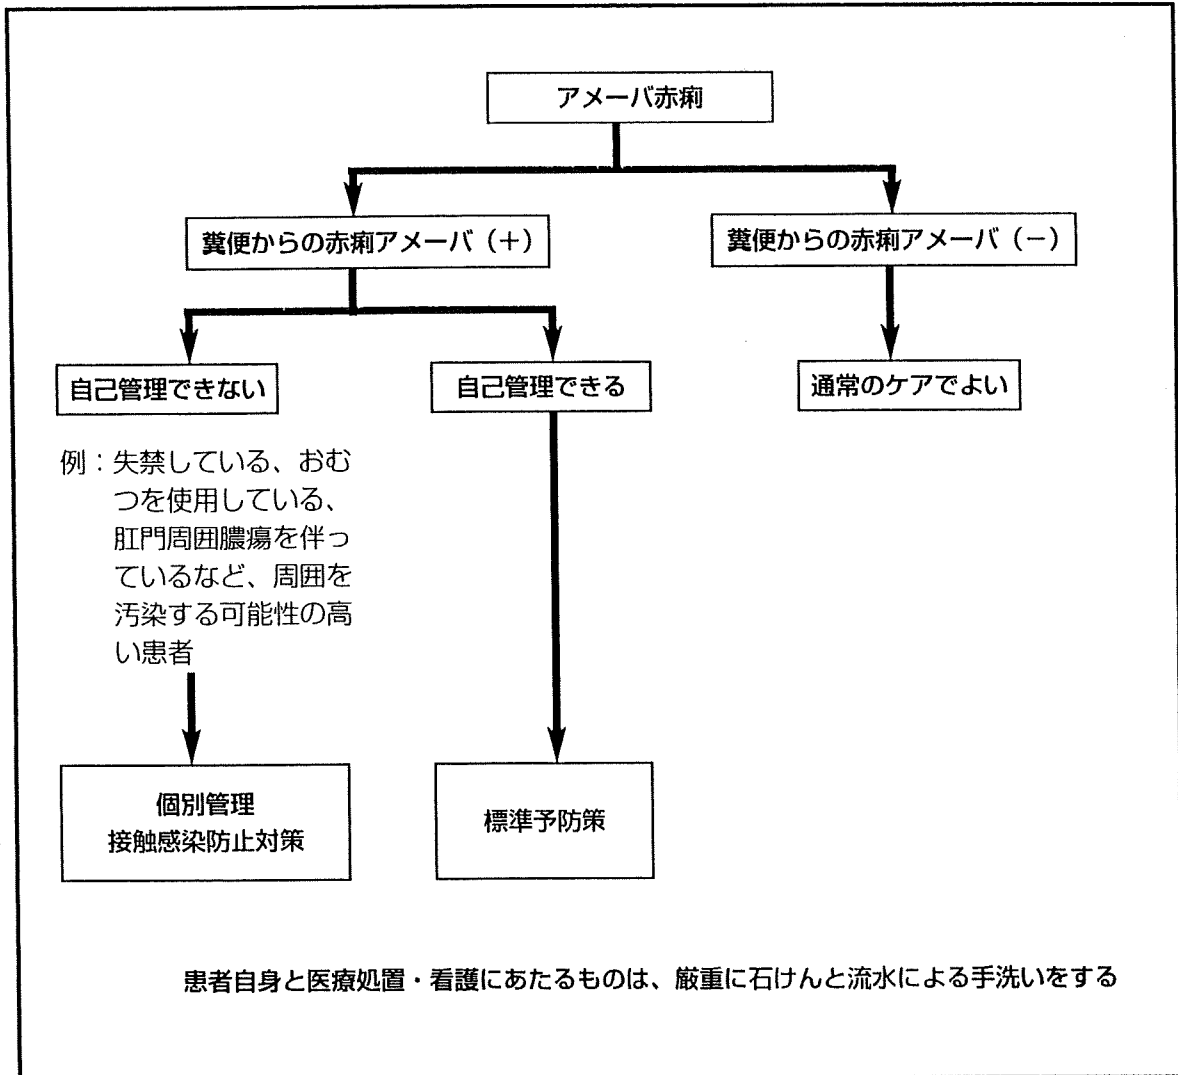 アメーバ赤痢
糞便からの赤痢アメーバ（＋）
糞便からの赤痢アメーバ（－）
自己管理できない
自己管理できる
通常のケアでよい
例：失禁している、おむ
つを使用している、
肛門周囲膿瘍を伴っ
ているなど、周囲を
汚染する可能性の高
い患者
個別管理
接触感染防止対策
標準予防策
患者自身と医療処置・看護にあたるものは、厳重に石けんと流水による手洗いをする